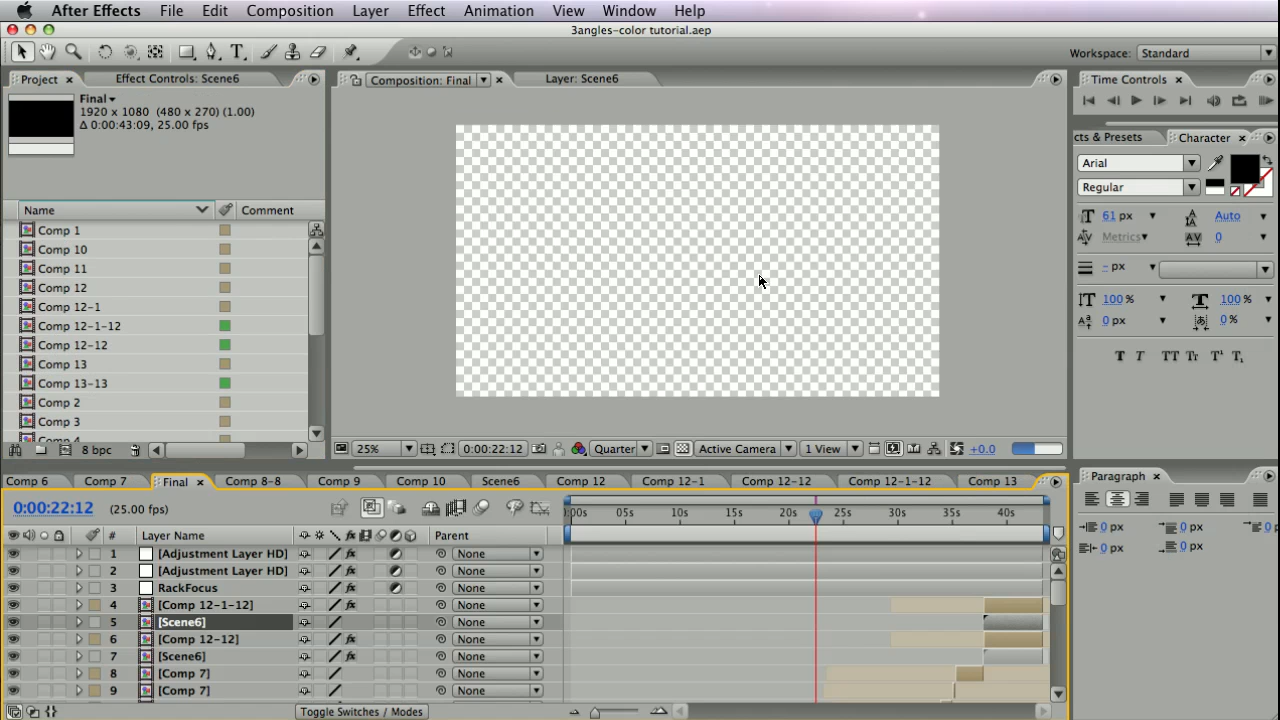 After Effects File Edit Composition Layer Effect Animation View Window Help
3angles-color tutorial.aep
Workspace: Standard
Project Effect Controls: Scene6
Composition: Final Layer: Scene6
Time Controls
Final
1920 x 1080 (480 x 270) (1.00)
Δ 0:00:43:09, 25.00 fps
cts & Presets Character
Arial
Regular
61 px Auto
Metrics 0
- px
100 % 100 %
0 px 0 %
T T TT Tr T¹ T₁
Name Comment
Comp 1
Comp 10
Comp 11
Comp 12
Comp 12-1
Comp 12-1-12
Comp 12-12
Comp 13
Comp 13-13
Comp 2
Comp 3
Comp 4
8 bpc
25% 0:00:22:12 Quarter Active Camera 1 View +0.0
Comp 6 Comp 7 Final Comp 8-8 Comp 9 Comp 10 Scene6 Comp 12 Comp 12-1 Comp 12-12 Comp 12-1-12 Comp 13
Paragraph
0:00:22:12 (25.00 fps)
:00s 05s 10s 15s 20s 25s 30s 35s 40s
# Layer Name Parent
1 [Adjustment Layer HD] None
2 [Adjustment Layer HD] None
3 RackFocus None
4 [Comp 12-1-12] None
5 [Scene6] None
6 [Comp 12-12] None
7 [Scene6] None
8 [Comp 7] None
9 [Comp 7] None
0 px 0 px 0
0 px 0 px
Toggle Switches / Modes